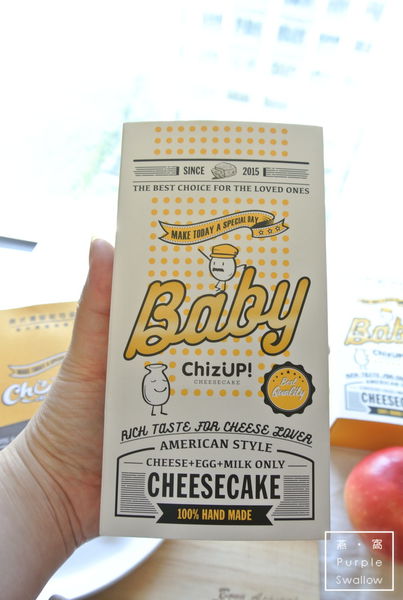 SINCE 2015
THE BEST CHOICE FOR THE LOVED ONES
MAKE TODAY A SPECIAL DAY
Baby
ChizUP!
CHEESECAKE
Best
Quality
RICH TASTE FOR CHEESE LOVER
AMERICAN STYLE
CHEESE+EGG+MILK ONLY
CHEESECAKE
100% HAND MADE
燕・窩
Purple
Swallow